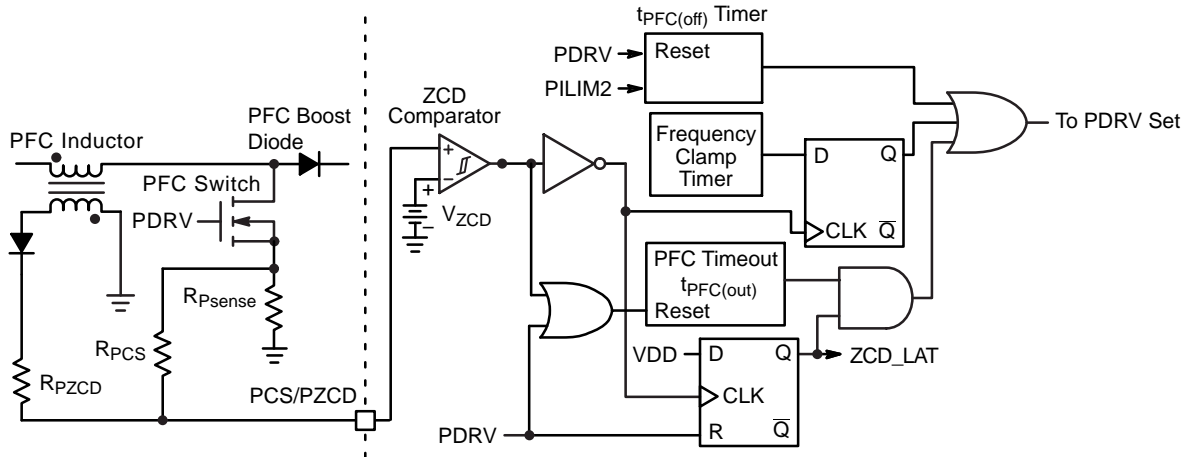 tPFC(off) Timer
PDRV
Reset
PILIM2
ZCD
Comparator
PFC Boost
Diode
PFC Inductor
To PDRV Set
Frequency
Clamp
Timer
D
Q
CLK
Q
+
-
+
-
VZCD
PFC Switch
PDRV
PFC Timeout
tPFC(out)
Reset
RPsense
RPCS
RPZCD
VDD
D
Q
ZCD_LAT
PCS/PZCD
CLK
PDRV
R
Q